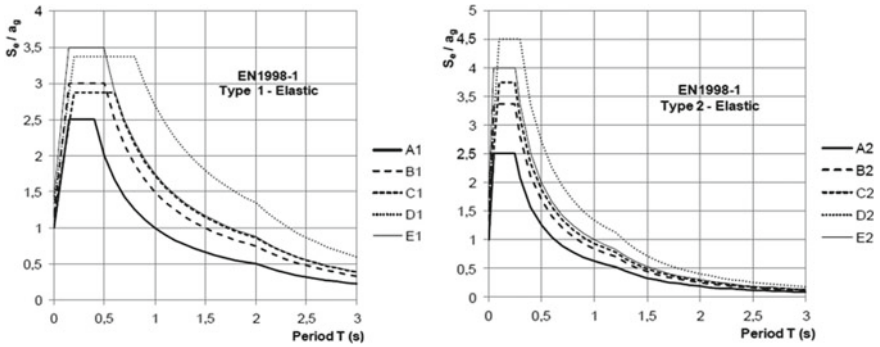 Se / ag
4
3,5
3
2,5
2
1,5
1
0,5
0
0
0,5
1
1,5
2
2,5
3
Period T (s)
EN1998-1
Type 1 - Elastic
A1
B1
C1
D1
E1
Se / ag
5
4,5
4
3,5
3
2,5
2
1,5
1
0,5
0
0
0,5
1
1,5
2
2,5
3
Period T (s)
EN1998-1
Type 2 - Elastic
A2
B2
C2
D2
E2